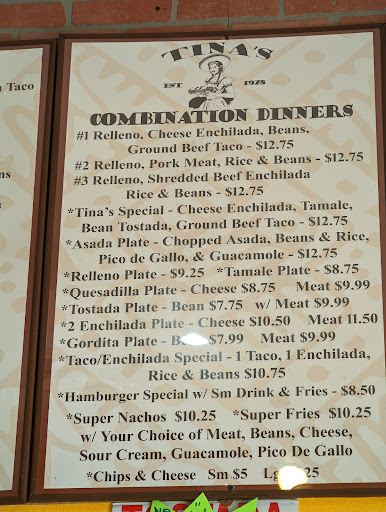 Taco
TINA'S
EST 1978
COMBINATION DINNERS
#1 Relleno, Cheese Enchilada, Beans,
Ground Beef Taco - $12.75
#2 Relleno, Pork Meat, Rice & Beans - $12.75
#3 Relleno, Shredded Beef Enchilada
Rice & Beans - $12.75
*Tina's Special - Cheese Enchilada, Tamale,
Bean Tostada, Ground Beef Taco - $12.75
*Asada Plate - Chopped Asada, Beans & Rice,
Pico de Gallo, & Guacamole - $12.75
*Relleno Plate - $9.25 *Tamale Plate - $8.75
*Quesadilla Plate - Cheese $8.75 Meat $9.99
*Tostada Plate - Bean $7.75 w/ Meat $9.99
*2 Enchilada Plate - Cheese $10.50 Meat 11.50
*Gordita Plate - $7.99 Meat $9.99
*Taco/Enchilada Special - 1 Taco, 1 Enchilada,
Rice & Beans $10.75
*Hamburger Special w/ Sm Drink & Fries - $8.50
*Super Nachos $10.25 *Super Fries $10.25
w/ Your Choice of Meat, Beans, Cheese,
Sour Cream, Guacamole, Pico De Gallo
*Chips & Cheese Sm $5 Lg 25